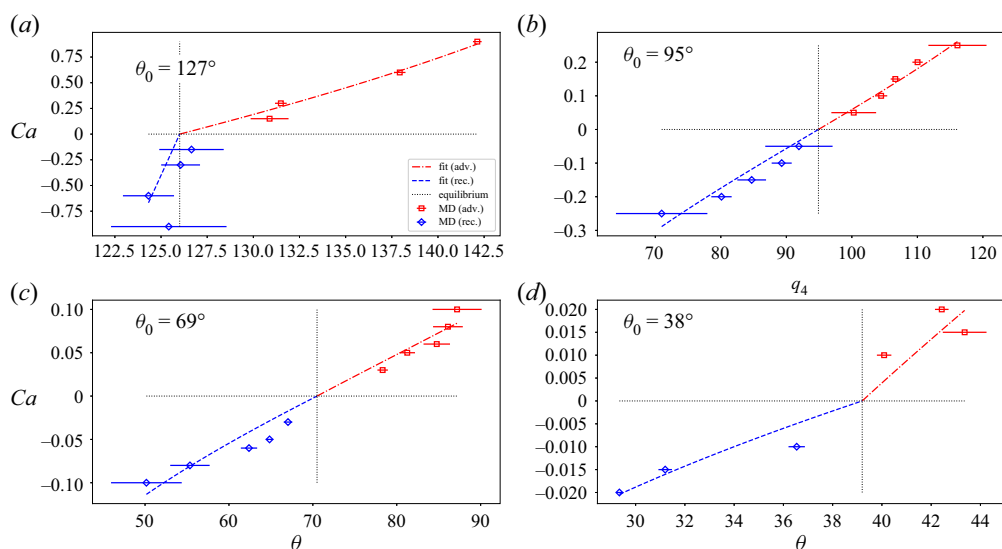 (a)
(b)
θ0 = 127°
θ0 = 95°
Ca
0.75
0.50
0.25
0
−0.25
−0.50
−0.75
fit (adv.)
fit (rec.)
equilibrium
MD (adv.)
MD (rec.)
122.5 125.0 127.5 130.0 132.5 135.0 137.5 140.0 142.5
0.2
0.1
0
−0.1
−0.2
−0.3
70 80 90 100 110 120
q4
(c)
(d)
θ0 = 69°
θ0 = 38°
Ca
0.10
0.05
0
−0.05
−0.10
50 60 70 80 90
θ
0.020
0.015
0.010
0.005
0
−0.005
−0.010
−0.015
−0.020
30 32 34 36 38 40 42 44
θ